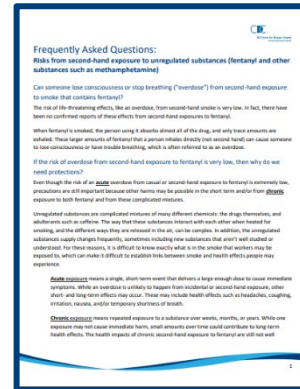 Frequently Asked Questions:
Risks from second-hand exposure to unregulated substances (fentanyl and other
substances such as methamphetamine)
Can someone lose consciousness or stop breathing ("overdose") from second-hand exposure
to smoke that contains fentanyl?
The risk of life-threatening effects, like an overdose, from second-hand smoke is very low. In fact, there have
been no confirmed reports of these effects from second-hand exposures to fentanyl.
When fentanyl is smoked, the person using it absorbs almost all of the drug, and only trace amounts are
exhaled. These larger amounts of fentanyl that a person inhales directly (not second hand) can cause someone
to lose consciousness or have trouble breathing, which is often referred to as an overdose.
If the risk of overdose from second-hand exposure to fentanyl is very low, then why do we
need protections?
Even though the risk of an acute overdose from casual or second-hand exposure to fentanyl is extremely low,
precautions are still important because other harms may be possible in the short term and/or from chronic
exposure to both fentanyl and from these complicated mixtures.
Unregulated substances are complicated mixtures of many different chemicals: the drugs themselves, and
adulterants such as caffeine. The way that these substances interact with each other when heated for
smoking, and the different ways they are released in the air, can be complex. In addition, the unregulated
substances supply changes frequently, sometimes including new substances that aren't well studied or
understood. For these reasons, it is difficult to know exactly what is in the smoke that workers may be
exposed to, which can make it difficult to establish links between smoke and health effects people may
experience.
Acute exposure means a single, short-term event that delivers a large enough dose to cause immediate
symptoms. While an overdose is unlikely to happen from incidental or second-hand exposure, other
short- and long-term effects may occur. These may include health effects such as headaches, coughing,
irritation, nausea, and/or temporary shortness of breath.
Chronic exposure means repeated exposure to a substance over weeks, months, or years. While one
exposure may not cause immediate harm, small amounts over time could contribute to long-term
health effects. The health impacts of chronic second-hand exposure to fentanyl are still not well
1